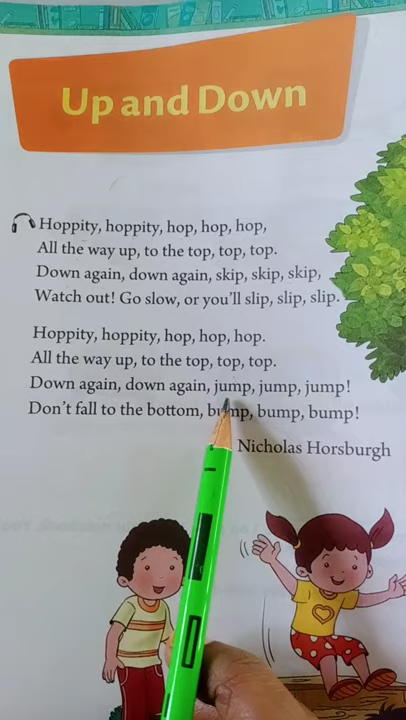 Up and Down
Hoppity, hoppity, hop, hop, hop,
All the way up, to the top, top, top.
Down again, down again, skip, skip, skip,
Watch out! Go slow, or you'll slip, slip, slip.
Hoppity, hoppity, hop, hop, hop.
All the way up, to the top, top, top.
Down again, down again, jump, jump, jump!
Don't fall to the bottom, bump, bump, bump!
Nicholas Horsburgh